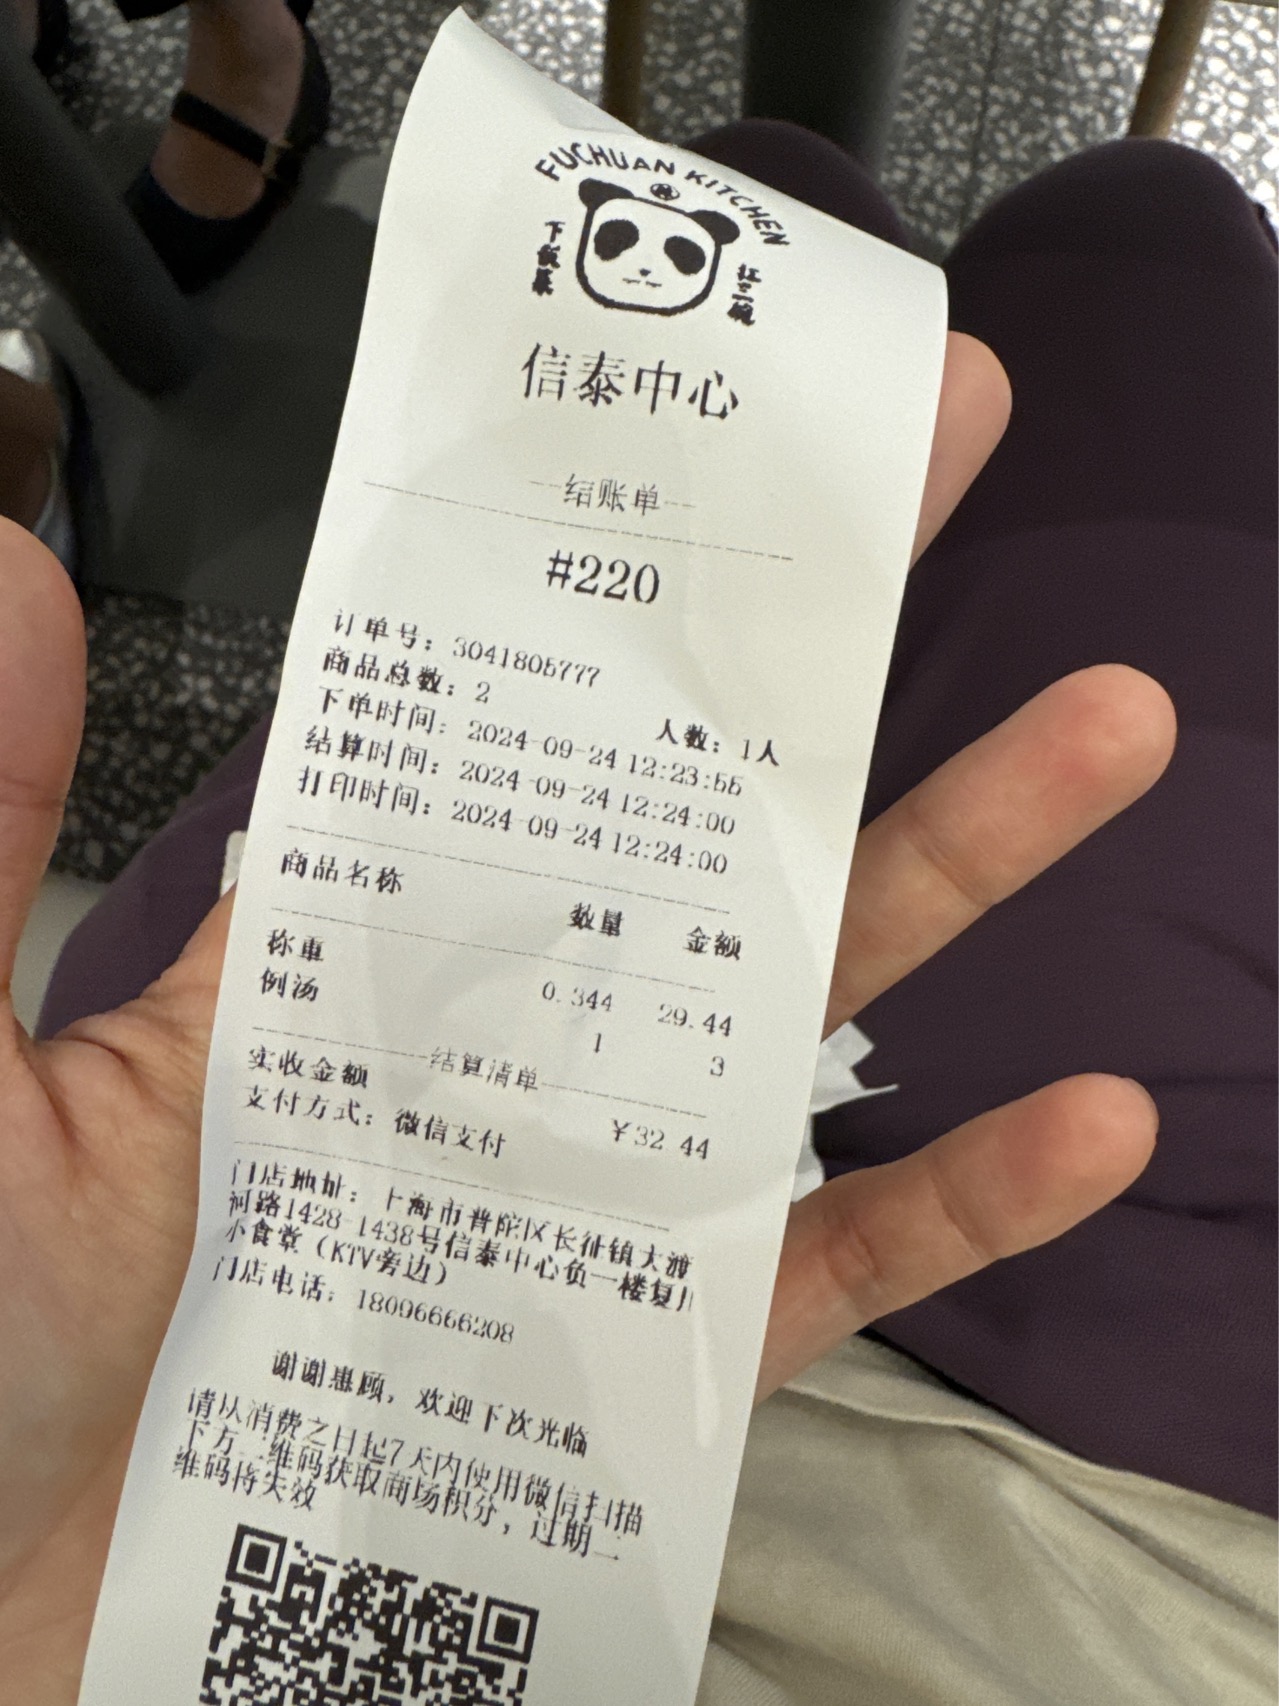 FUCHUAN KITCHEN
下饭菜
扛三碗
信泰中心
结账单
#220
订单号：3041805777
商品总数：2 人数：1人
下单时间：2024-09-24 12:23:55
结算时间：2024-09-24 12:24:00
打印时间：2024-09-24 12:24:00
商品名称 数量 金额
称重 0.344 29.44
例汤 1 3
结算清单
实收金额 ￥32.44
支付方式：微信支付
门店地址：上海市普陀区长征镇大渡
河路1428-1438号信泰中心负一楼复川
小食堂（KTV旁边）
门店电话：18096666208
谢谢惠顾，欢迎下次光临
请从消费之日起7天内使用微信扫描
下方二维码获取商场积分，过期二
维码将失效